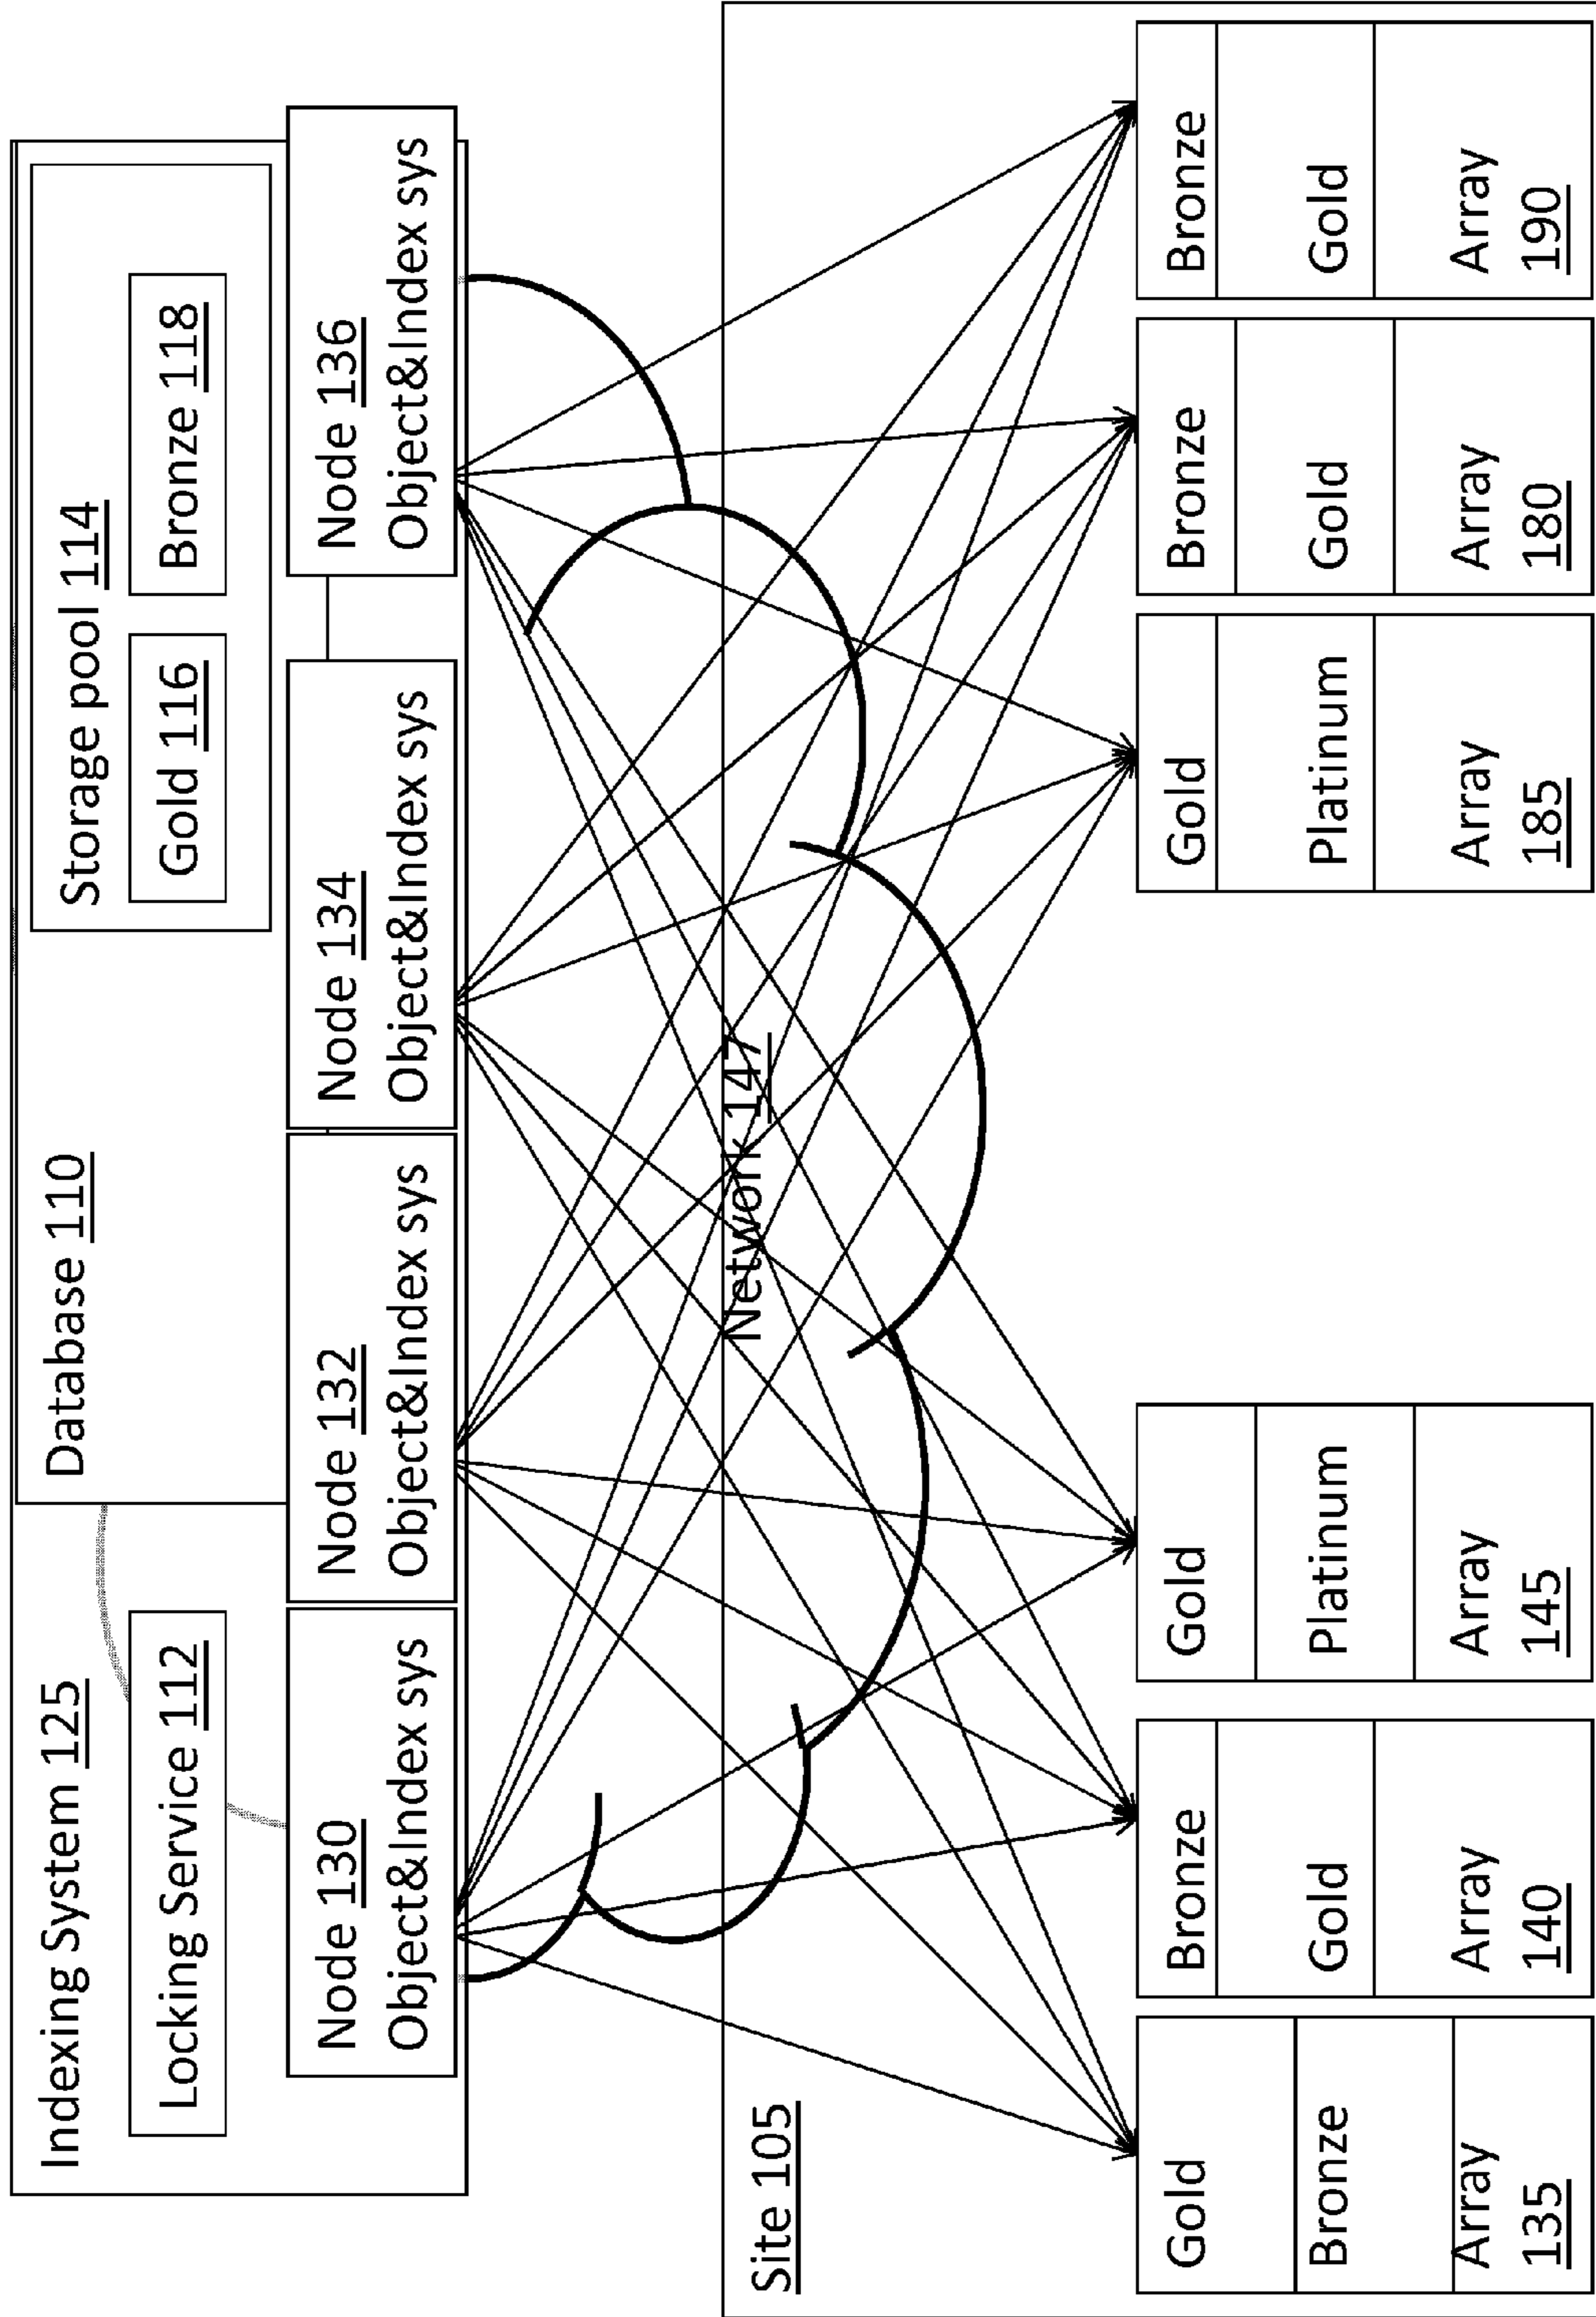 Indexing System 125
Database 110
Storage pool 114
Locking Service 112
Gold 116
Bronze 118
Node 130
Object&Index sys
Node 132
Object&Index sys
Node 134
Object&Index sys
Node 136
Object&Index sys
Network 147
Site 105
Gold
Bronze
Array
135
Bronze
Gold
Array
140
Gold
Platinum
Array
145
Gold
Platinum
Array
185
Bronze
Gold
Array
180
Bronze
Gold
Array
190